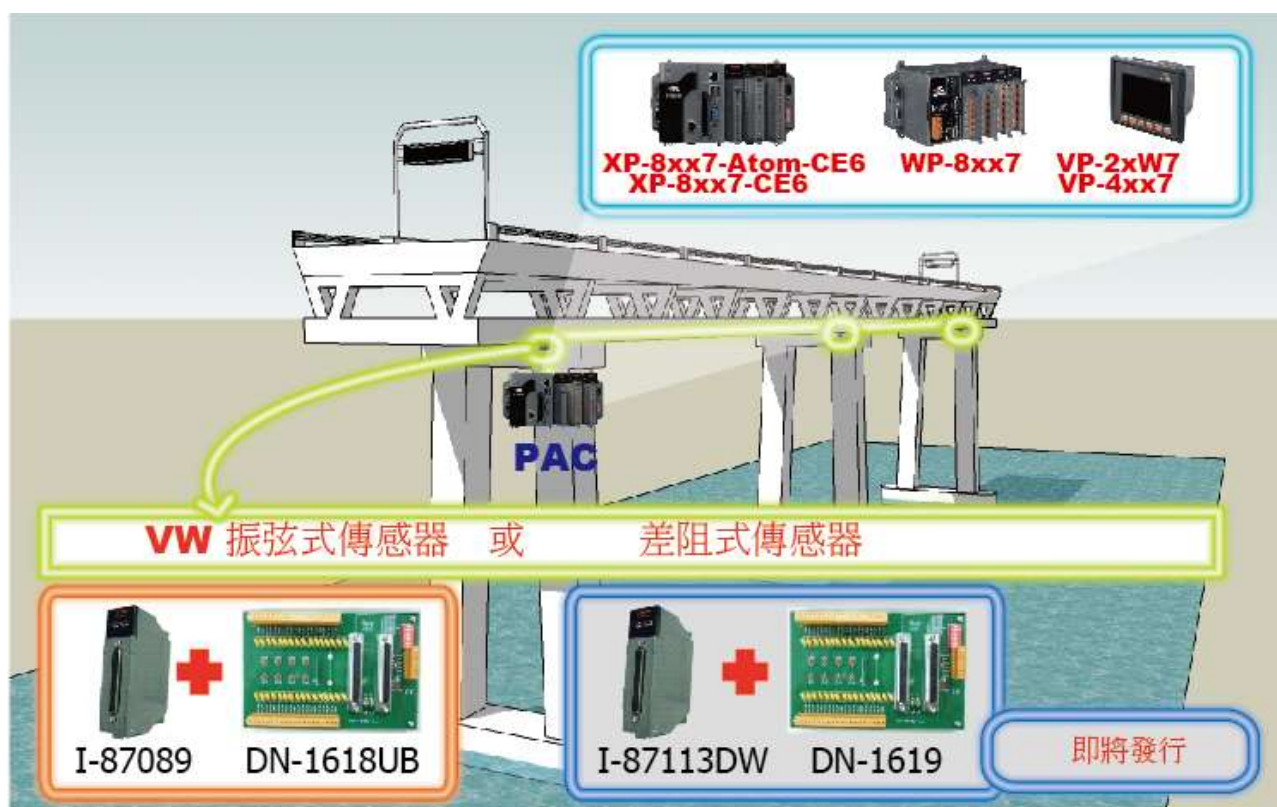 XP-8xx7-Atom-CE6
XP-8xx7-CE6
WP-8xx7
VP-2xW7
VP-4xx7
PAC
VW 振弦式傳感器 或 差阻式傳感器
I-87089
DN-1618UB
I-87113DW
DN-1619
即將發行